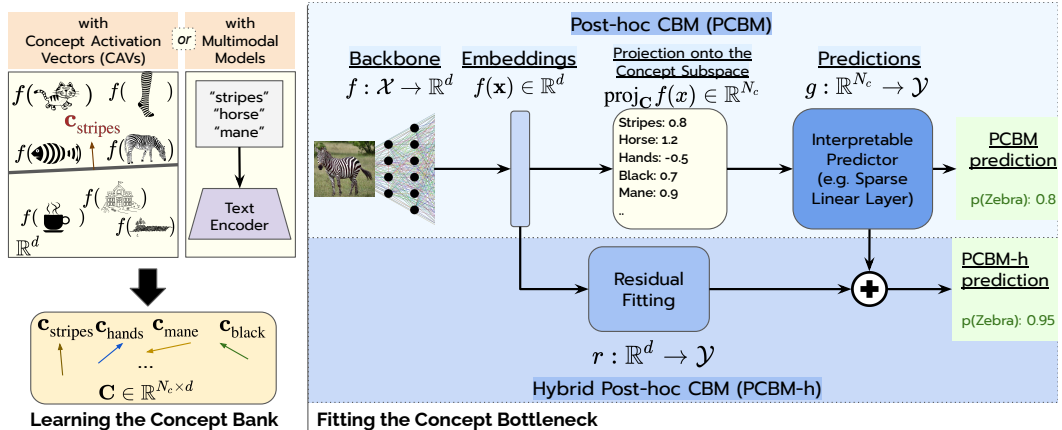 with
Concept Activation
Vectors (CAVs)
or
with
Multimodal
Models
f( )
f( )
c_stripes
f( )
f( )
f( )
f( )
f( )
ℝ^d
"stripes"
"horse"
"mane"
Text
Encoder
c_stripes c_hands c_mane c_black
...
C ∈ ℝ^{N_c×d}
Learning the Concept Bank
Post-hoc CBM (PCBM)
Backbone
f : 𝒳 → ℝ^d
Embeddings
f(x) ∈ ℝ^d
Projection onto the
Concept Subspace
proj_C f(x) ∈ ℝ^{N_c}
Predictions
g : ℝ^{N_c} → 𝒴
Stripes: 0.8
Horse: 1.2
Hands: -0.5
Black: 0.7
Mane: 0.9
..
Interpretable
Predictor
(e.g. Sparse
Linear Layer)
PCBM
prediction
p(Zebra): 0.8
Residual
Fitting
r : ℝ^d → 𝒴
+
PCBM-h
prediction
p(Zebra): 0.95
Hybrid Post-hoc CBM (PCBM-h)
Fitting the Concept Bottleneck